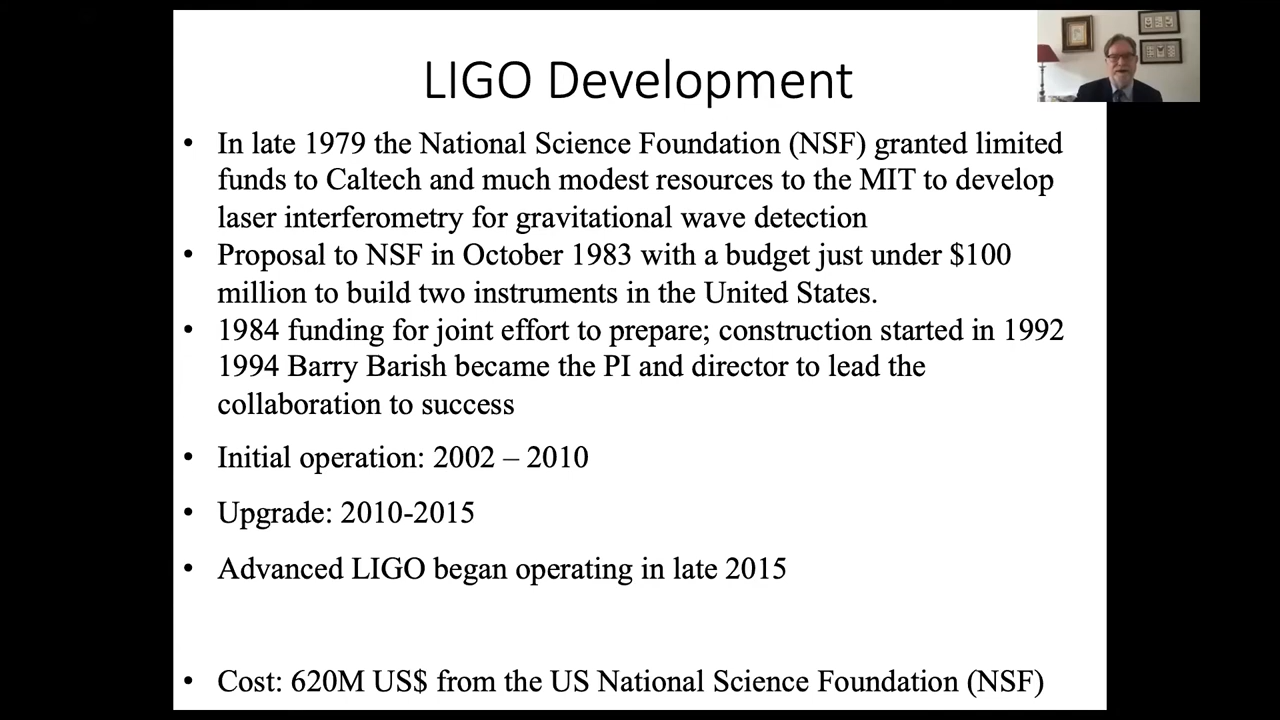 LIGO Development
• In late 1979 the National Science Foundation (NSF) granted limited
funds to Caltech and much modest resources to the MIT to develop
laser interferometry for gravitational wave detection
• Proposal to NSF in October 1983 with a budget just under $100
million to build two instruments in the United States.
• 1984 funding for joint effort to prepare; construction started in 1992
1994 Barry Barish became the PI and director to lead the
collaboration to success
• Initial operation: 2002 – 2010
• Upgrade: 2010-2015
• Advanced LIGO began operating in late 2015
• Cost: 620M US$ from the US National Science Foundation (NSF)